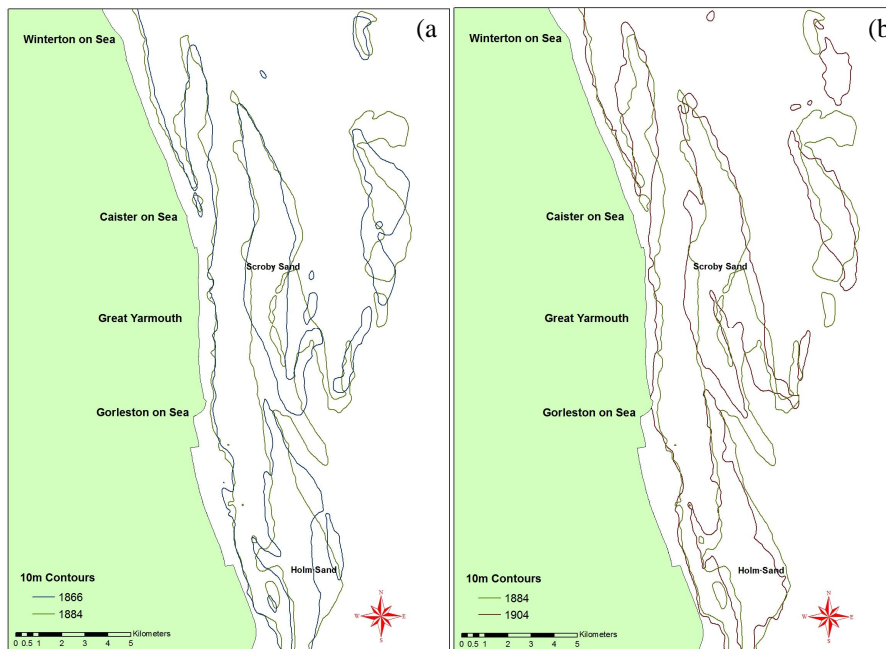 (a
Winterton on Sea
Caister on Sea
Scroby Sand
Great Yarmouth
Gorleston on Sea
Holm Sand
10m Contours
1866
1884
Kilometers
0 0.5 1 2 3 4 5
N
W E
S
(b
Winterton on Sea
Caister on Sea
Scroby Sand
Great Yarmouth
Gorleston on Sea
Holm-Sand
10m Contours
1884
1904
Kilometers
0 0.5 1 2 3 4 5
N
W E
S